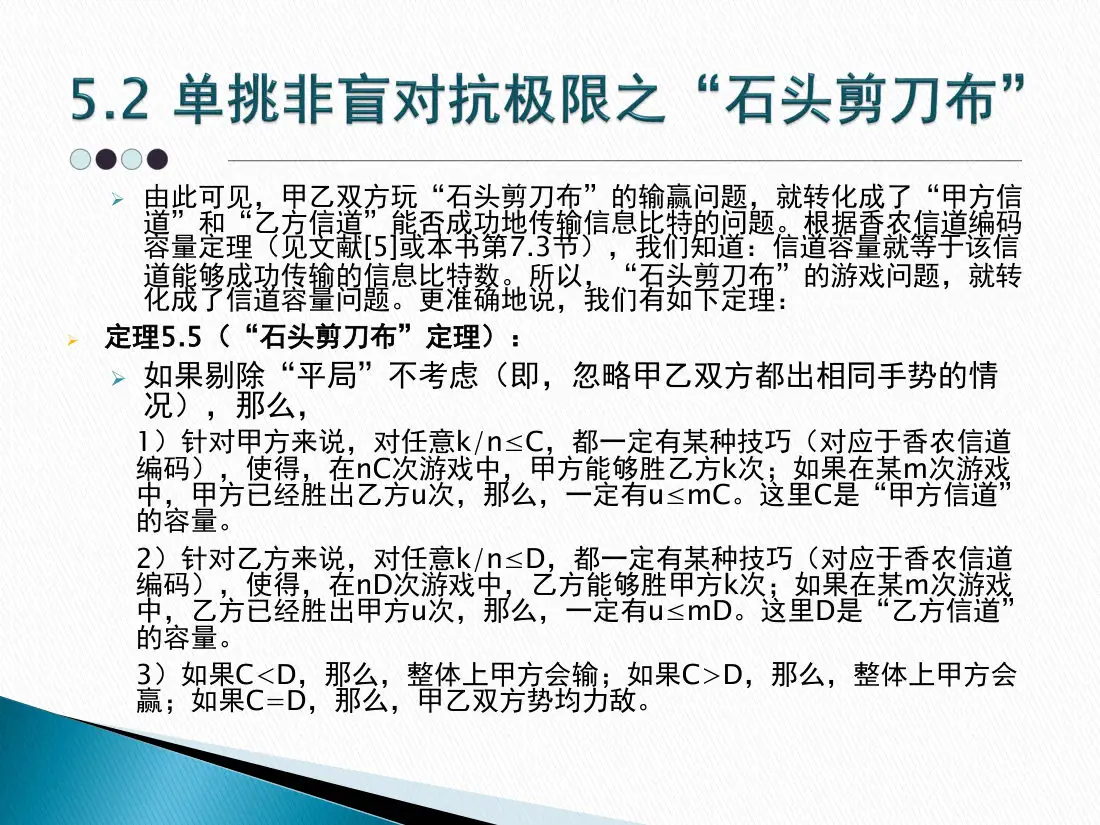 5.2 单挑非盲对抗极限之“石头剪刀布”
由此可见，甲乙双方玩“石头剪刀布”的输赢问题，就转化成了“甲方信
道”和“乙方信道”能否成功地传输信息比特的问题。根据香农信道编码
容量定理（见文献[5]或本书第7.3节），我们知道：信道容量就等于该信
道能够成功传输的信息比特数。所以，“石头剪刀布”的游戏问题，就转
化成了信道容量问题。更准确地说，我们有如下定理：
定理5.5（“石头剪刀布”定理）：
如果剔除“平局”不考虑（即，忽略甲乙双方都出相同手势的情
况），那么，
1）针对甲方来说，对任意k/n≤C，都一定有某种技巧（对应于香农信道
编码），使得，在nC次游戏中，甲方能够胜乙方k次；如果在某m次游戏
中，甲方已经胜出乙方u次，那么，一定有u≤mC。这里C是“甲方信道”
的容量。
2）针对乙方来说，对任意k/n≤D，都一定有某种技巧（对应于香农信道
编码），使得，在nD次游戏中，乙方能够胜甲方k次；如果在某m次游戏
中，乙方已经胜出甲方u次，那么，一定有u≤mD。这里D是“乙方信道”
的容量。
3）如果C<D，那么，整体上甲方会输；如果C>D，那么，整体上甲方会
赢；如果C=D，那么，甲乙双方势均力敌。